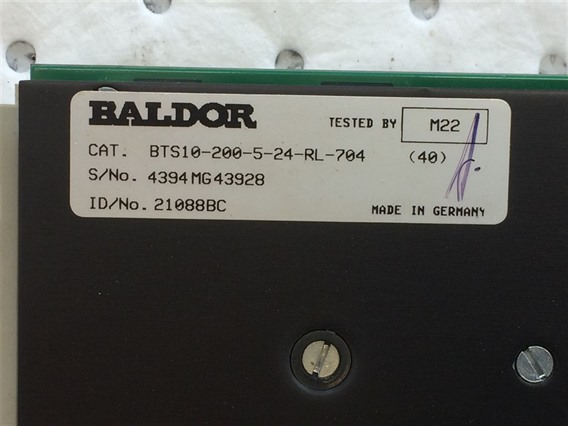 BALDOR TESTED BY M22
CAT. BTS10-200-5-24-RL-704 (40)
S/No. 4394MG43928
ID/No. 21088BC MADE IN GERMANY